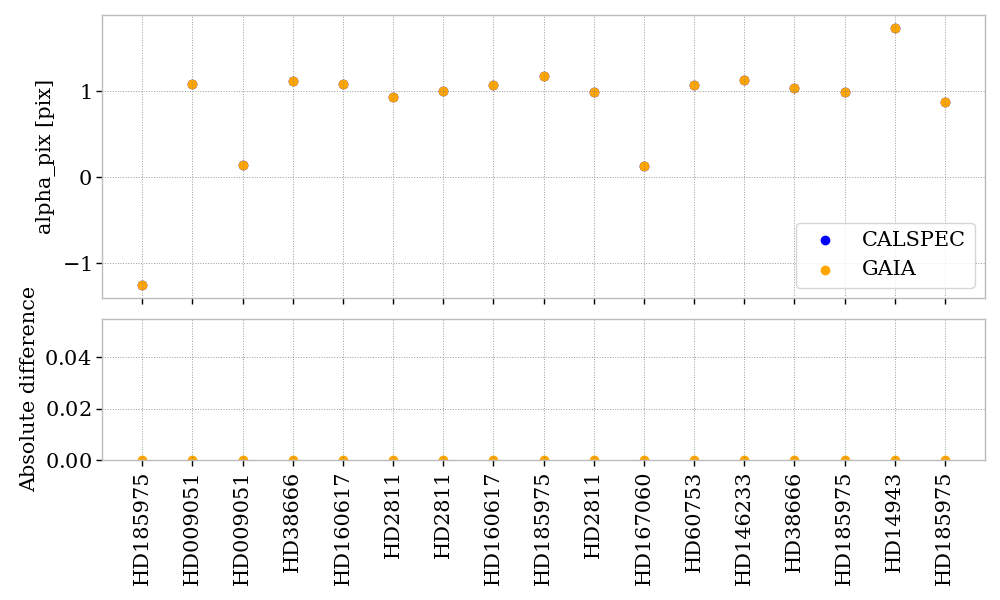 alpha_pix [pix]
1
0
−1
CALSPEC
GAIA
Absolute difference
0.04
0.02
0.00
HD185975
HD009051
HD009051
HD38666
HD160617
HD2811
HD2811
HD160617
HD185975
HD2811
HD167060
HD60753
HD146233
HD38666
HD185975
HD14943
HD185975